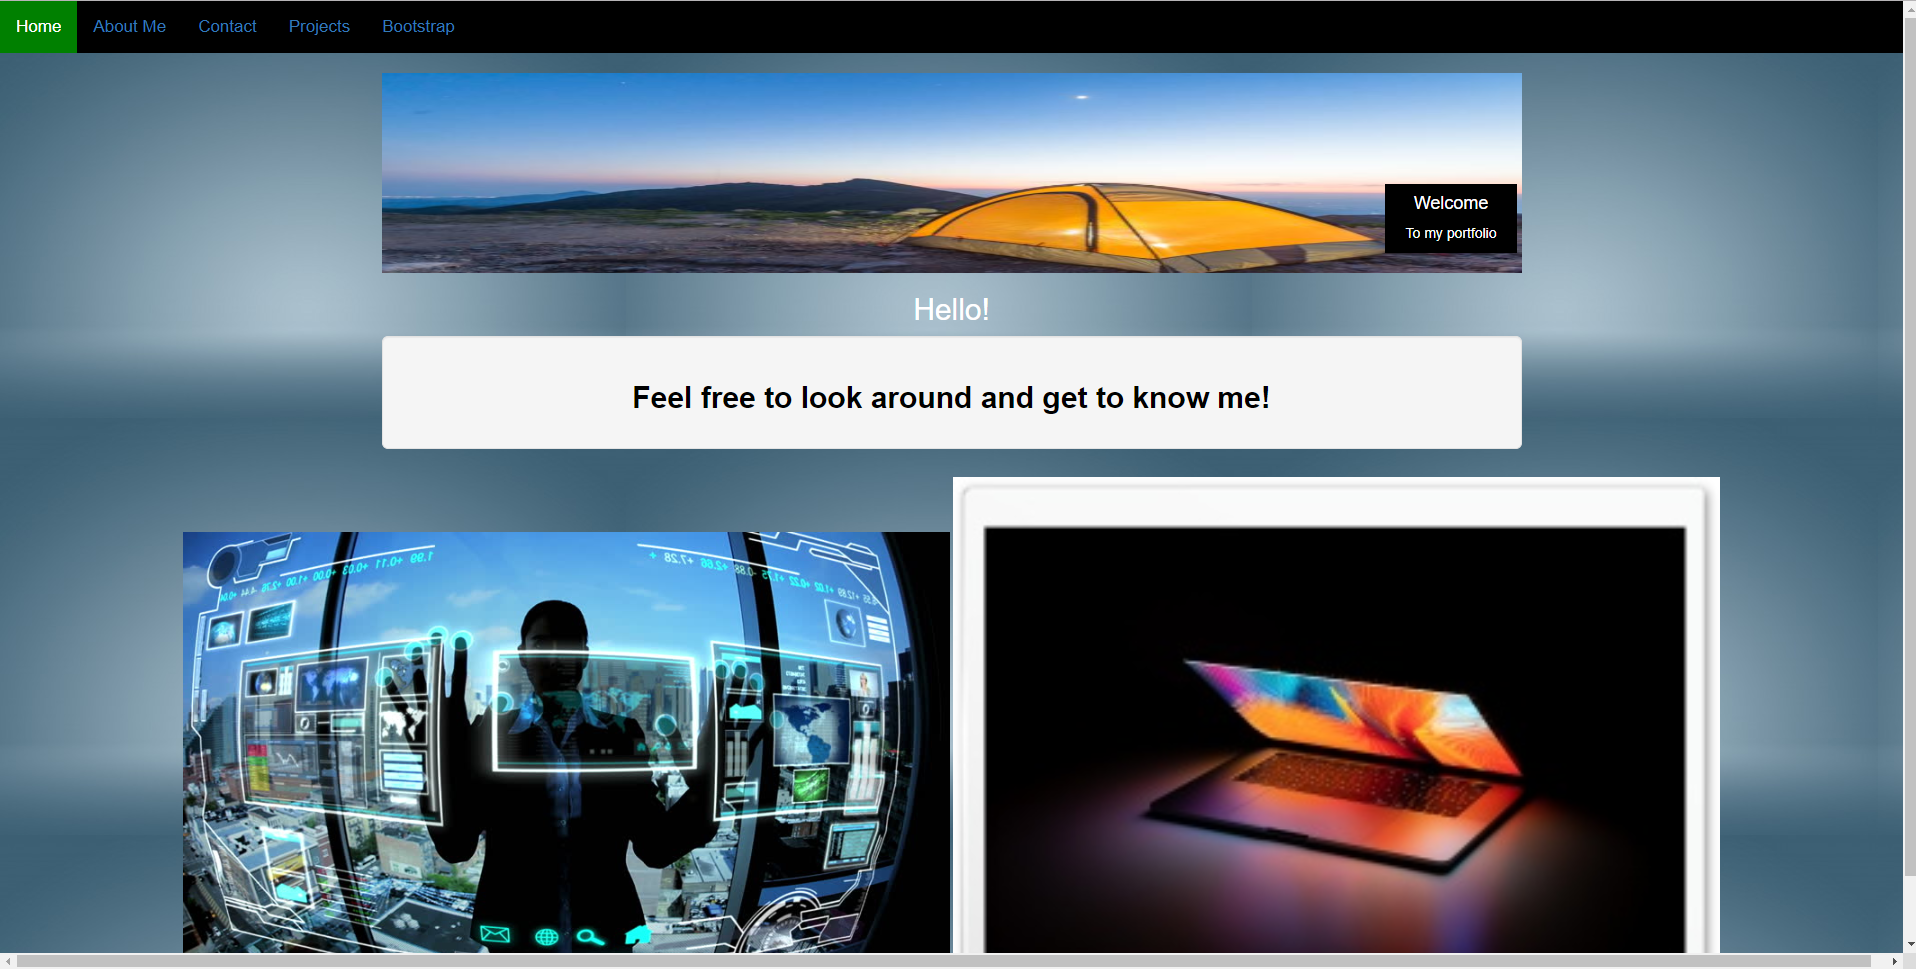 Home About Me Contact Projects Bootstrap
Welcome
To my portfolio
Hello!
Feel free to look around and get to know me!